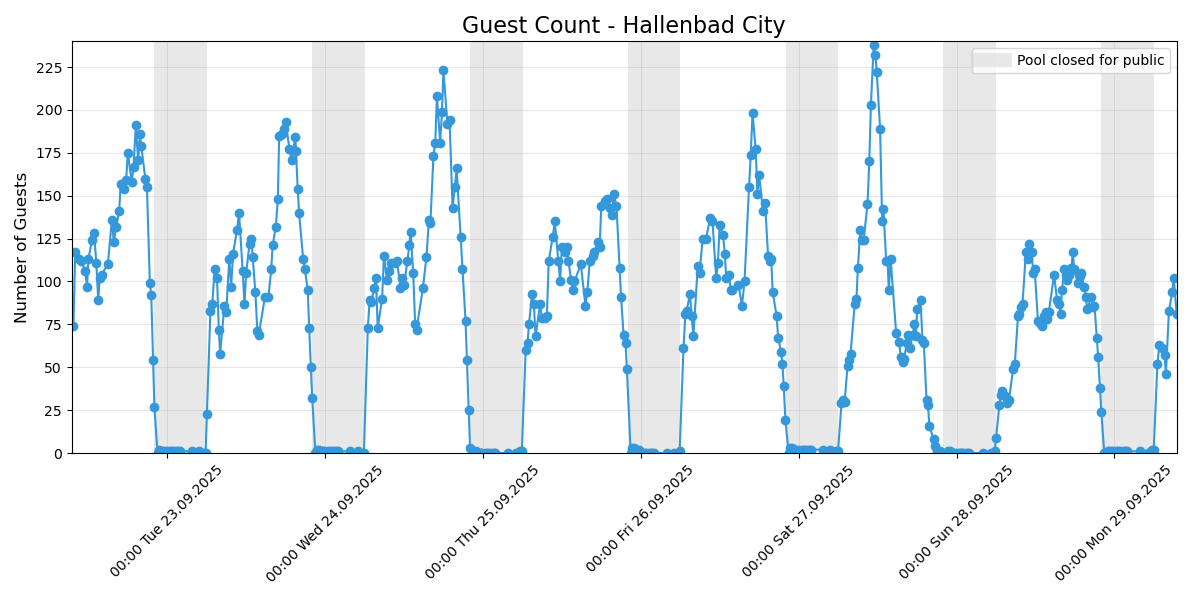 Guest Count - Hallenbad City
Pool closed for public
Number of Guests
225
200
175
150
125
100
75
50
25
0
00:00 Tue 23.09.2025
00:00 Wed 24.09.2025
00:00 Thu 25.09.2025
00:00 Fri 26.09.2025
00:00 Sat 27.09.2025
00:00 Sun 28.09.2025
00:00 Mon 29.09.2025